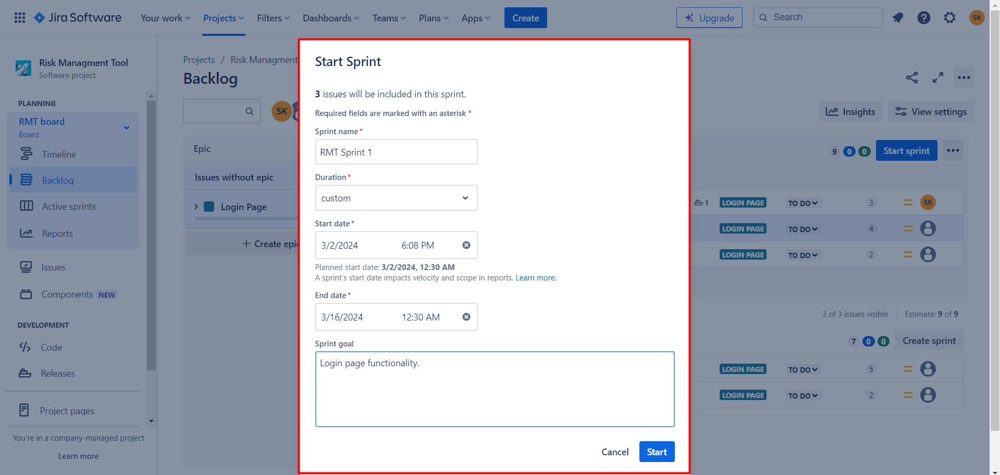 Jira Software
Your work
Projects
Filters
Dashboards
Teams
Plans
Apps
Create
Upgrade
Search
SK
Risk Managment Tool
Software project
PLANNING
RMT board
Board
Timeline
Backlog
Active sprints
Reports
Issues
Components NEW
DEVELOPMENT
Code
Releases
Project pages
You're in a company-managed project
Learn more
Projects / Risk Managment
Backlog
SK
Insights
View settings
Epic
Issues without epic
Login Page
Create epic
9 0 0
Start sprint
1 LOGIN PAGE TO DO 3 SK
LOGIN PAGE TO DO 4
LOGIN PAGE TO DO 2
3 of 3 issues visible Estimate: 9 of 9
7 0 0
Create sprint
LOGIN PAGE TO DO 5
LOGIN PAGE TO DO 2
Start Sprint
3 issues will be included in this sprint.
Required fields are marked with an asterisk *
Sprint name *
RMT Sprint 1
Duration *
custom
Start date *
3/2/2024 6:08 PM
Planned start date: 3/2/2024, 12:30 AM
A sprint's start date impacts velocity and scope in reports. Learn more.
End date *
3/16/2024 12:30 AM
Sprint goal
Login page functionality.
Cancel
Start